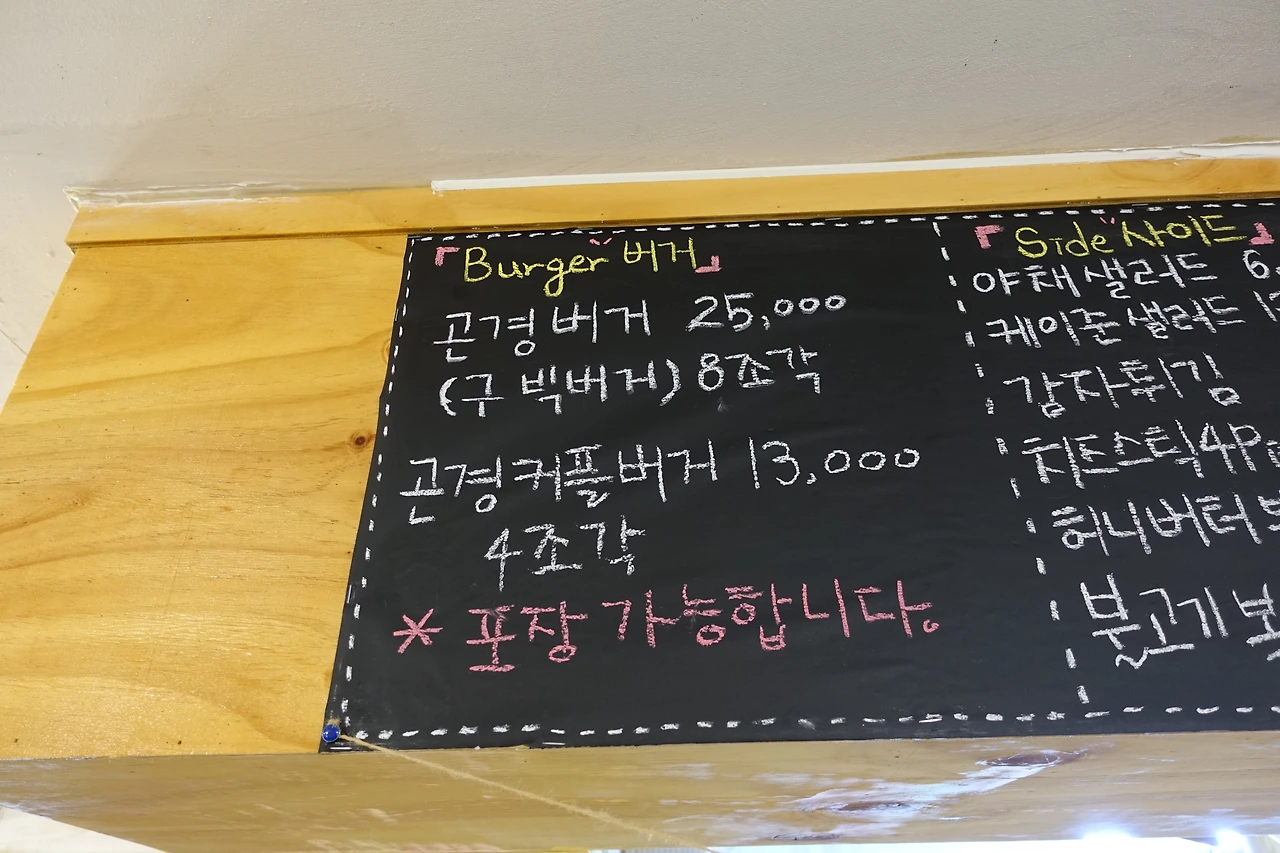 『Burger 버거』
곤경버거 25,000
(구 빅버거) 8조각
곤경커플버거 13,000
4조각
* 포장 가능합니다。
『Side 사이드』
야채샐러드 6,
케이준샐러드
감자튀김
치즈스틱 4P
허니버터
불고기